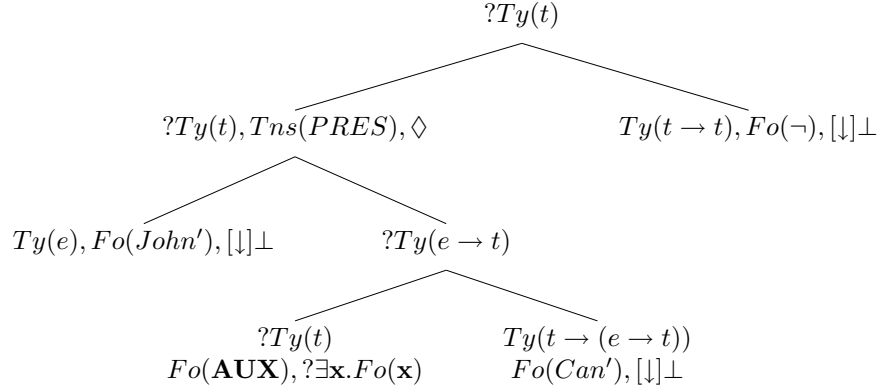 ?Ty(t)
?Ty(t), Tns(PRES), ◊
Ty(t → t), Fo(¬), [↓]⊥
Ty(e), Fo(John′), [↓]⊥
?Ty(e → t)
?Ty(t)
Fo(AUX), ?∃x.Fo(x)
Ty(t → (e → t))
Fo(Can′), [↓]⊥